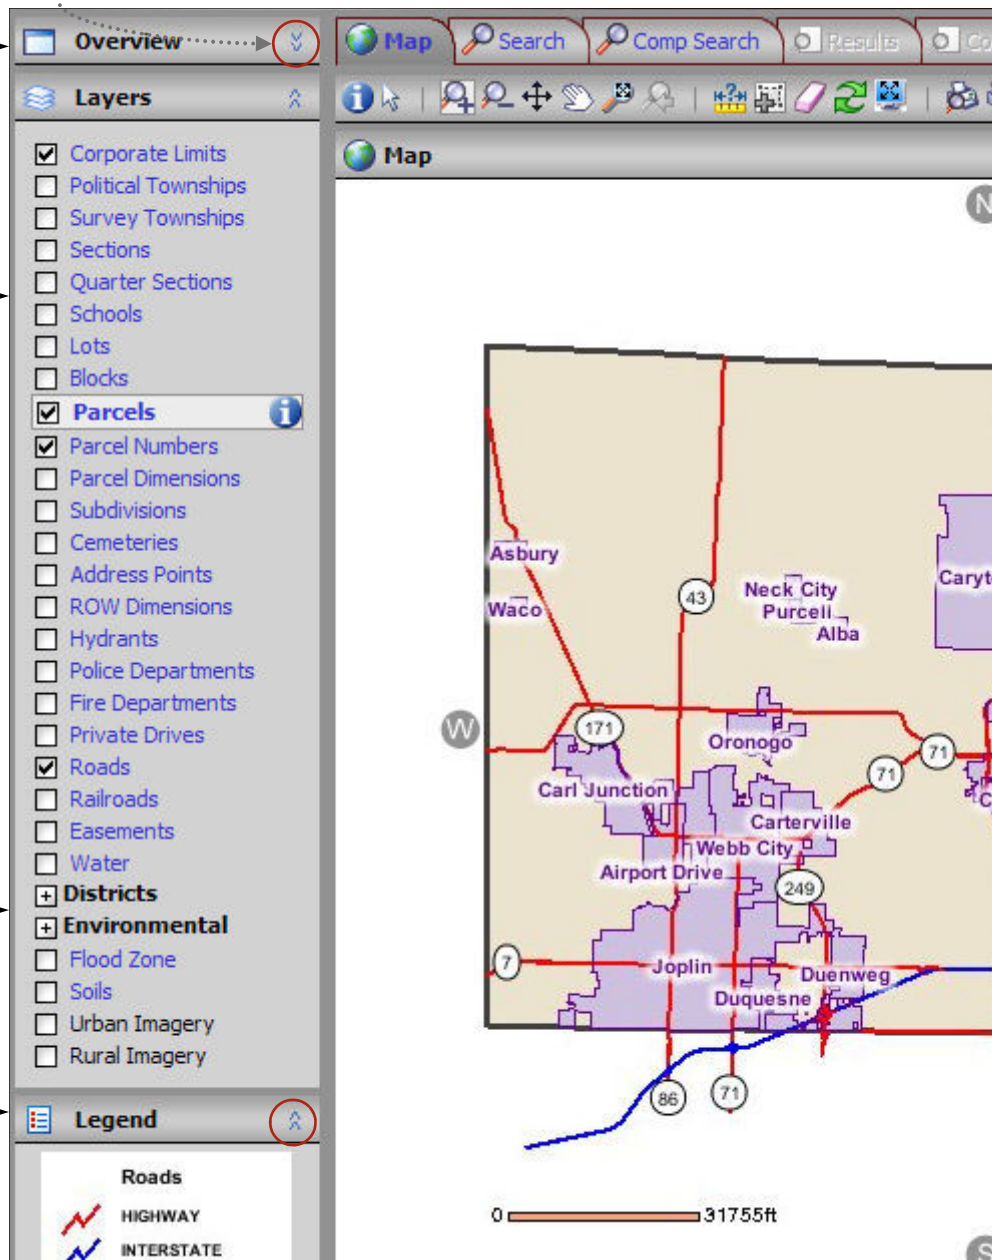 Overview
Layers
Corporate Limits
Political Townships
Survey Townships
Sections
Quarter Sections
Schools
Lots
Blocks
Parcels
Parcel Numbers
Parcel Dimensions
Subdivisions
Cemeteries
Address Points
ROW Dimensions
Hydrants
Police Departments
Fire Departments
Private Drives
Roads
Railroads
Easements
Water
Districts
Environmental
Flood Zone
Soils
Urban Imagery
Rural Imagery
Legend
Roads
HIGHWAY
INTERSTATE
Map Search Comp Search Results Co
Map
N
Asbury
Waco
43
Neck City
Purcell
Alba
Caryt
W
171
Oronogo
71
71
Carl Junction
C
Carterville
Webb City
Airport Drive
249
7
Joplin
Duenweg
Duquesne
86
71
0 31755ft
S